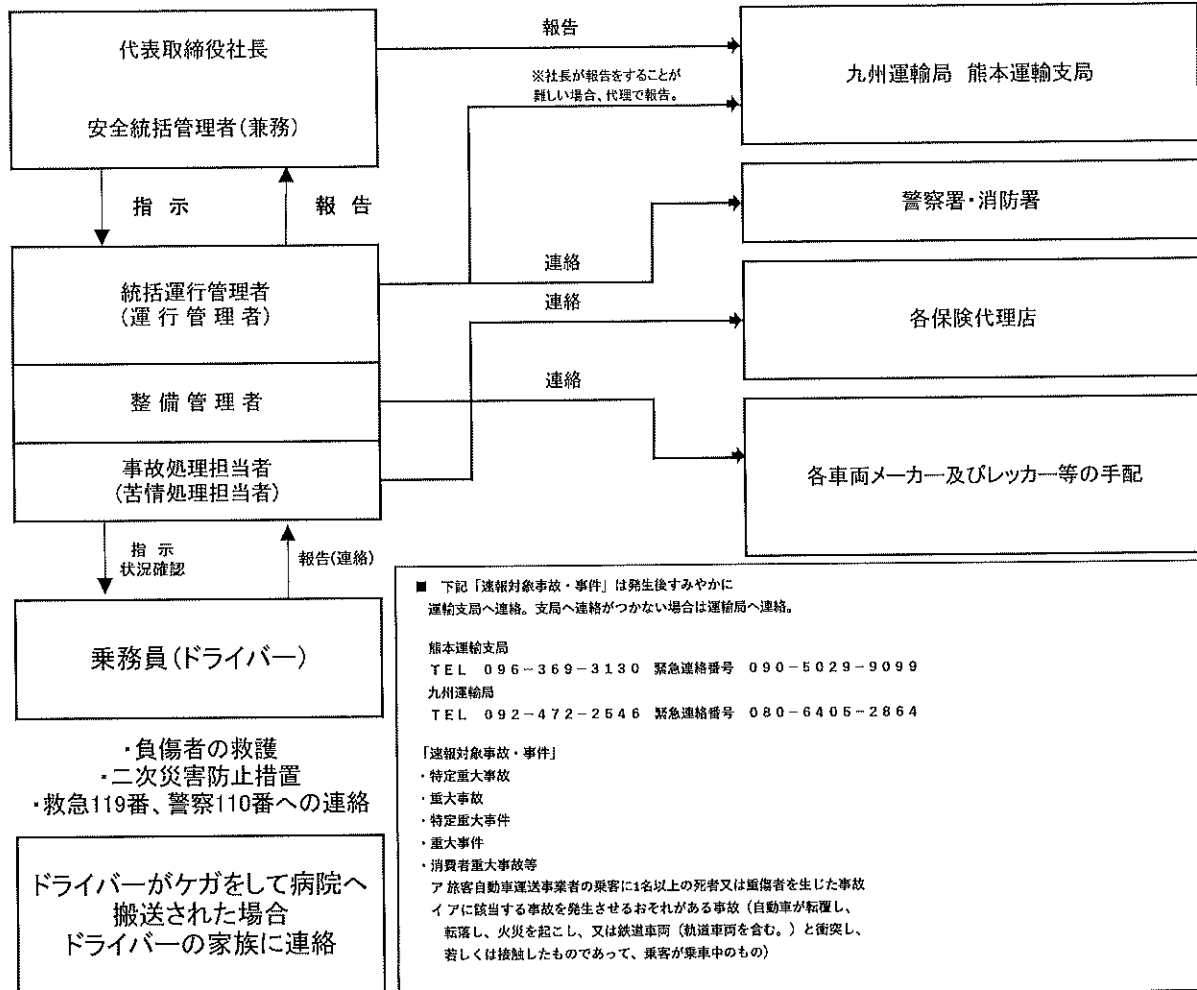 代表取締役社長
安全統括管理者(兼務)
報告
※社長が報告をすることが
難しい場合、代理で報告。
九州運輸局 熊本運輸支局
指 示
報 告
警察署・消防署
統括運行管理者
(運 行 管 理 者)
連絡
連絡
各保険代理店
整 備 管 理 者
連絡
事故処理担当者
(苦情処理担当者)
各車両メーカー及びレッカー等の手配
指 示
状況確認
報告(連絡)
乗務員(ドライバー)
・負傷者の救護
・二次災害防止措置
・救急119番、警察110番への連絡
ドライバーがケガをして病院へ
搬送された場合
ドライバーの家族に連絡
■ 下記「速報対象事故・事件」は発生後すみやかに
運輸支局へ連絡。支局へ連絡がつかない場合は運輸局へ連絡。
熊本運輸支局
TEL 096-369-3130 緊急連絡番号 090-5029-9099
九州運輸局
TEL 092-472-2546 緊急連絡番号 080-6405-2864
「速報対象事故・事件」
・特定重大事故
・重大事故
・特定重大事件
・重大事件
・消費者重大事故等
ア 旅客自動車運送事業者の乗客に1名以上の死者又は重傷者を生じた事故
イ アに該当する事故を発生させるおそれがある事故（自動車が転覆し、
転落し、火災を起こし、又は鉄道車両（軌道車両を含む。）と衝突し、
若しくは接触したものであって、乗客が乗車中のもの）